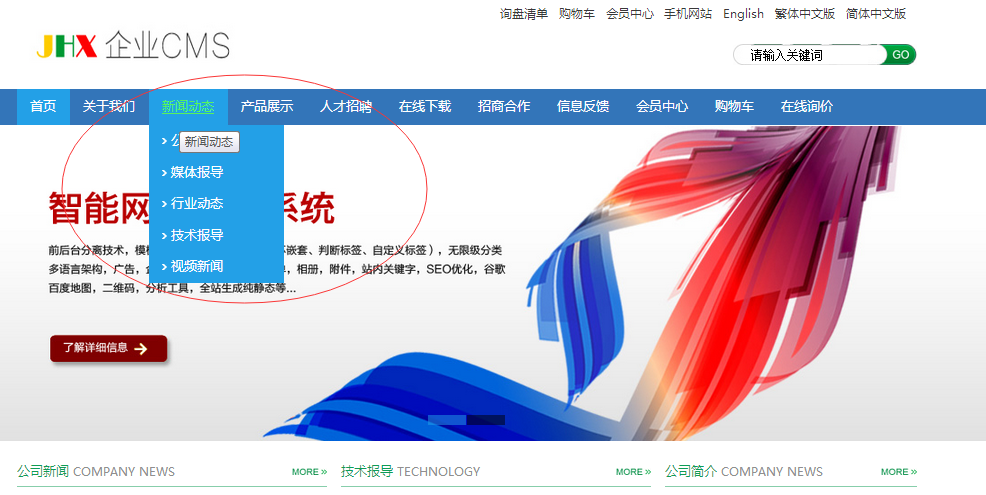 询盘清单 购物车 会员中心 手机网站 English 繁体中文版 简体中文版
JHX 企业CMS
请输入关键词 GO
首页 关于我们 新闻动态 产品展示 人才招聘 在线下载 招商合作 信息反馈 会员中心 购物车 在线询价
新闻动态
媒体报导
行业动态
技术报导
视频新闻
智能网 系统
前后台分离技术，模 嵌套、判断标签、自定义标签），无限级分类
多语言架构，广告， ，相册，附件，站内关键字，SEO优化，谷歌
百度地图，二维码，分析工具，全站生成纯静态等...
了解详细信息
公司新闻 COMPANY NEWS MORE » 技术报导 TECHNOLOGY MORE » 公司简介 COMPANY NEWS MORE »